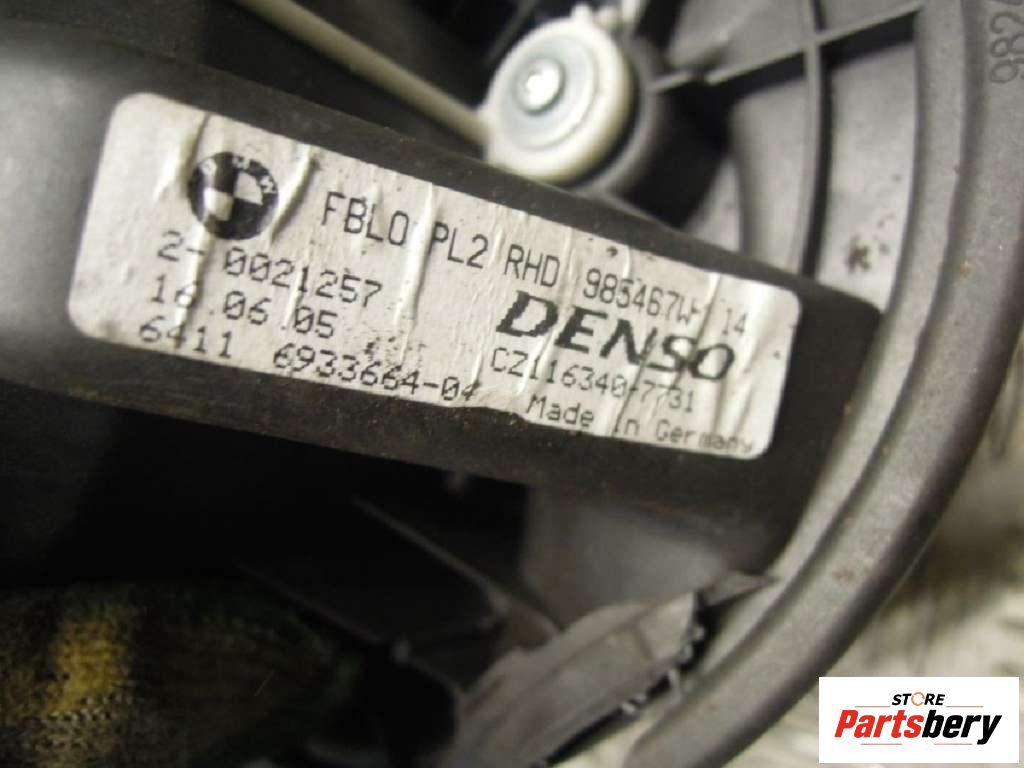 BMW
FBLO PL2 RHD 985467W 14
2-0021257
DENSO
16.06.05
CZ116340-7731
6411 6933664-04
Made in Germany
STORE
Partsbery